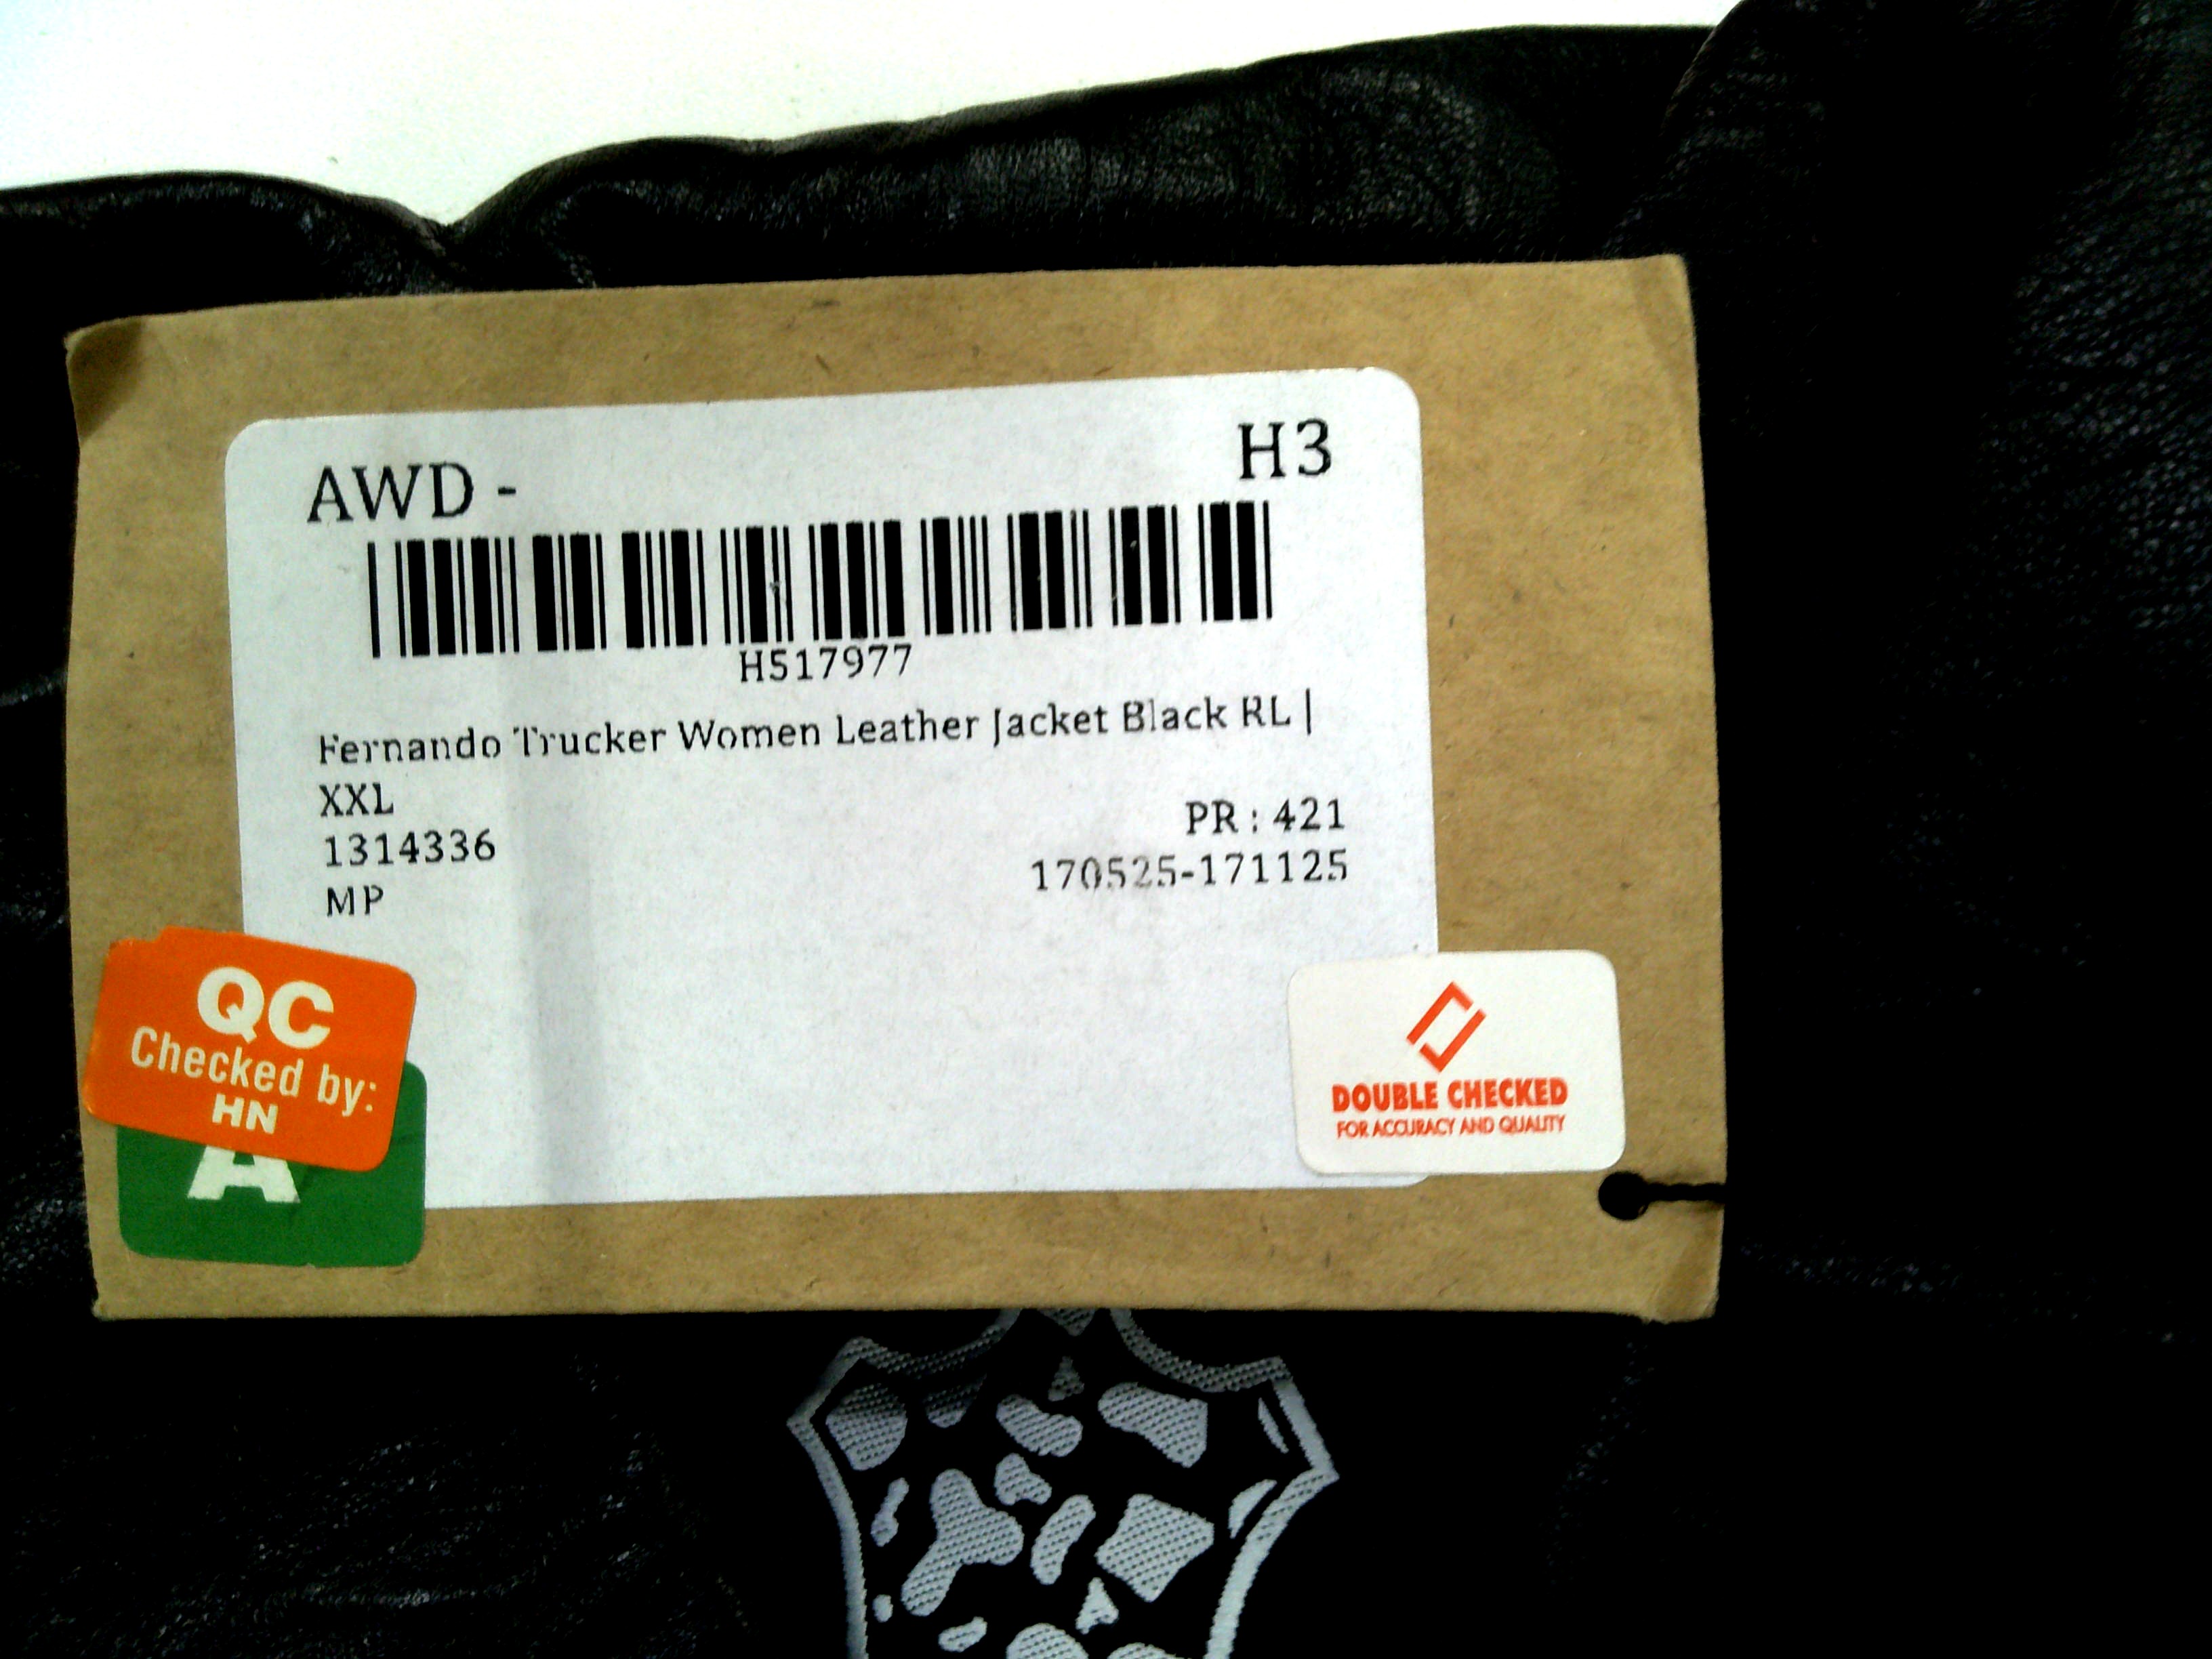 AWD - H3
H517977
Fernando Trucker Women Leather Jacket Black RL |
XXL
PR : 421
1314336
170525-171125
MP
QC
Checked by:
HN
A
DOUBLE CHECKED
FOR ACCURACY AND QUALITY